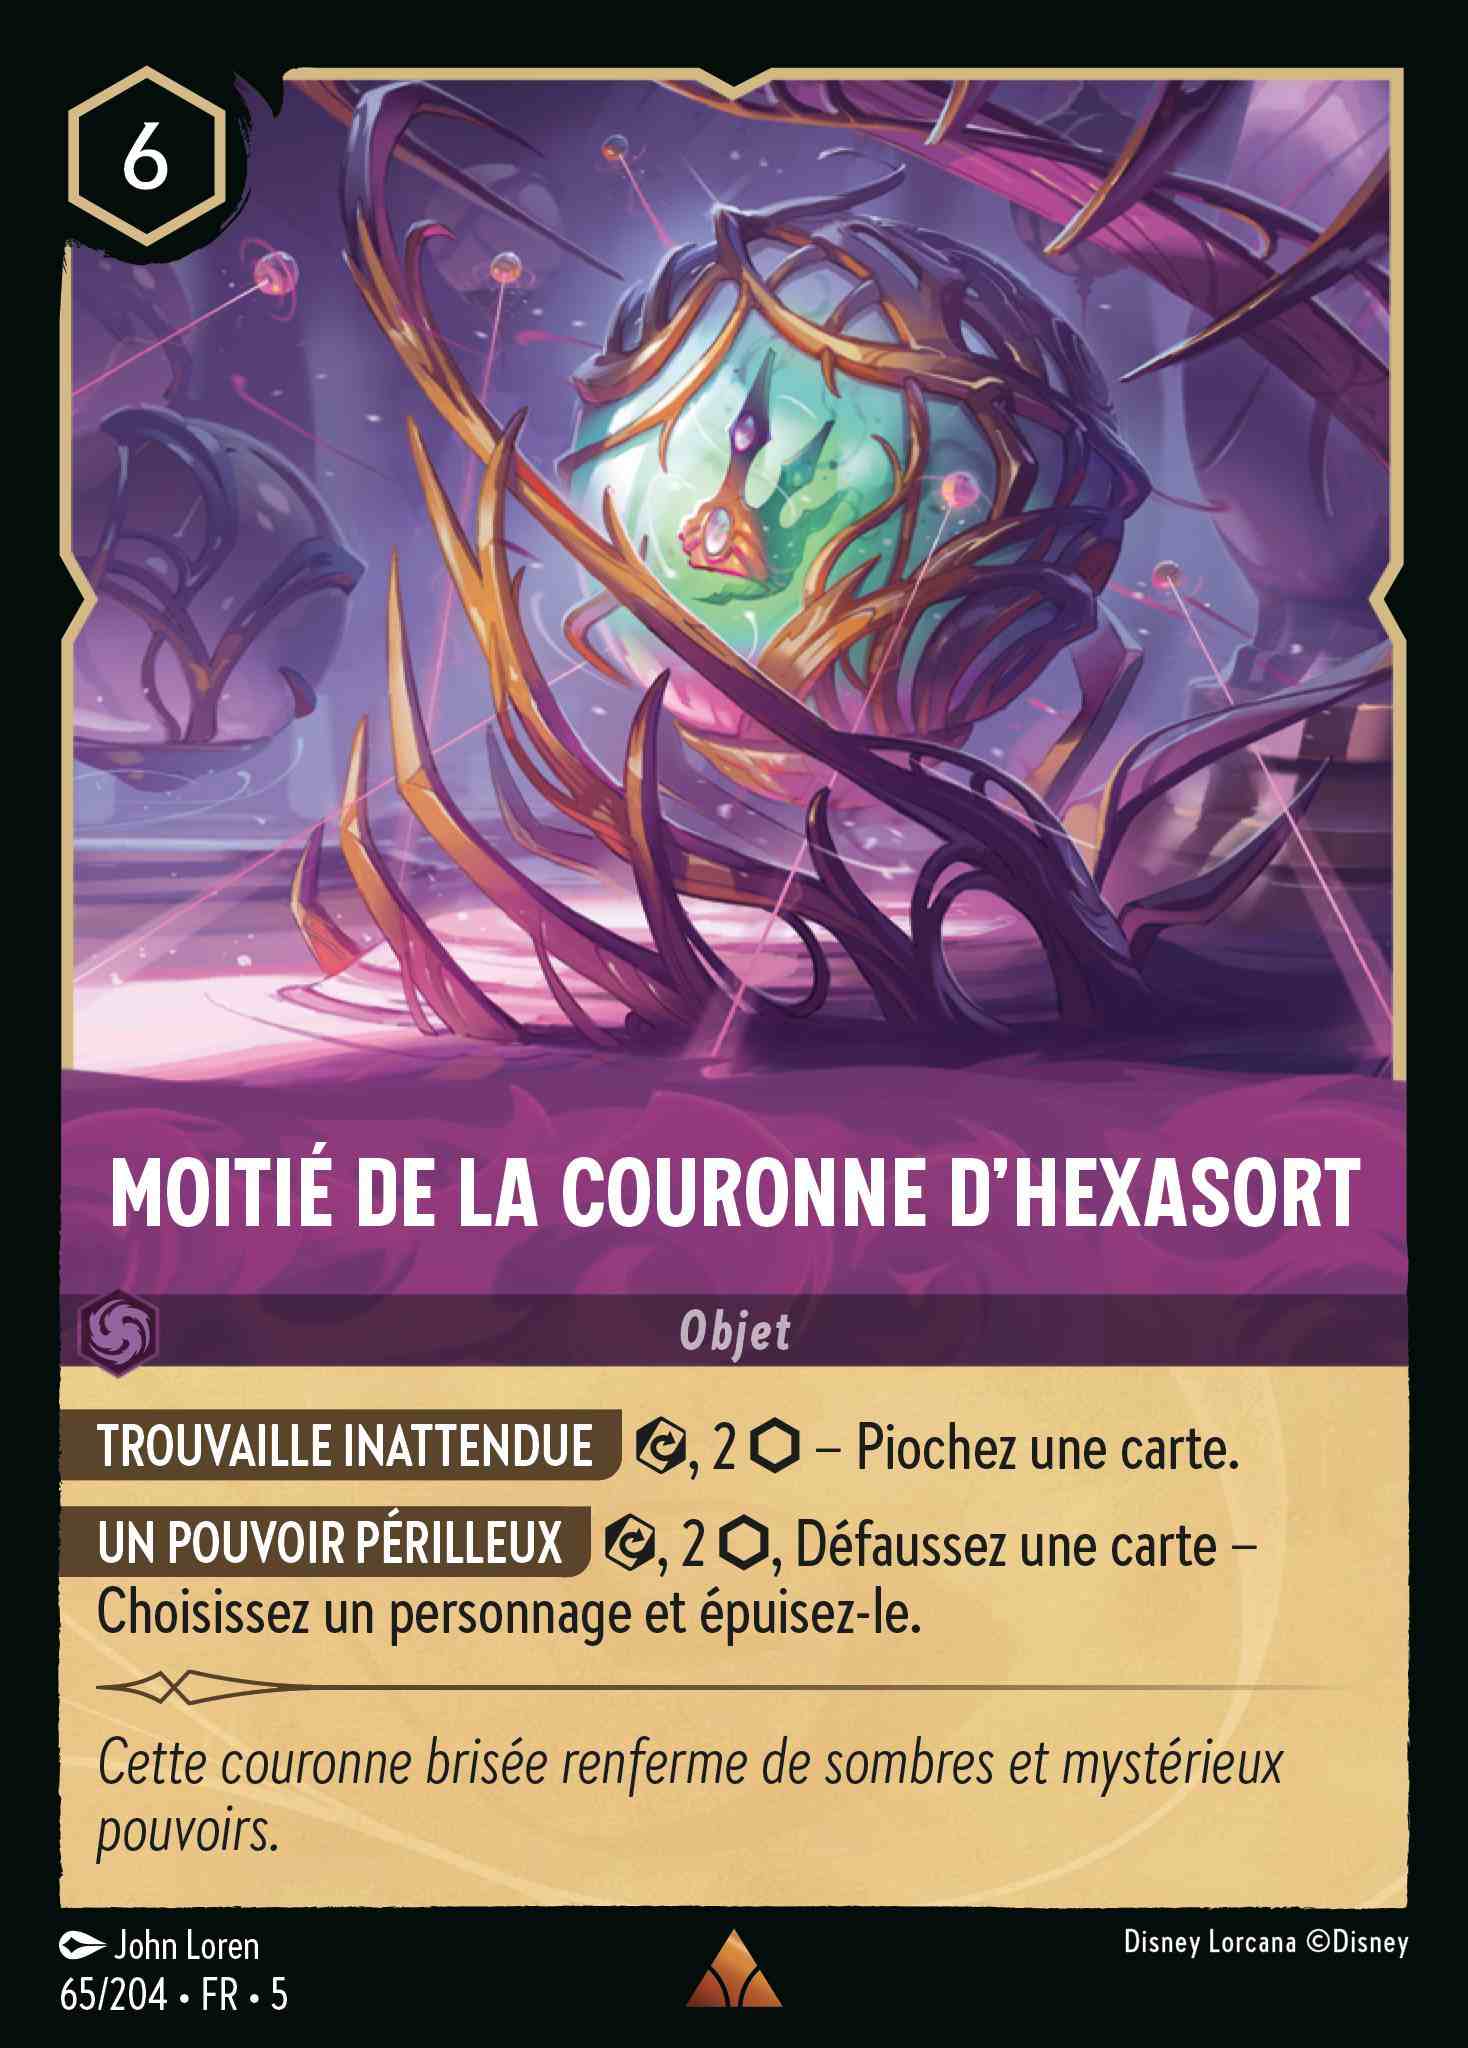 6
MOITIÉ DE LA COURONNE D’HEXASORT
Objet
TROUVAILLE INATTENDUE , 2 – Piochez une carte.
UN POUVOIR PÉRILLEUX , 2 , Défaussez une carte –
Choisissez un personnage et épuisez-le.
Cette couronne brisée renferme de sombres et mystérieux
pouvoirs.
John Loren
65/204 • FR • 5
Disney Lorcana ©Disney